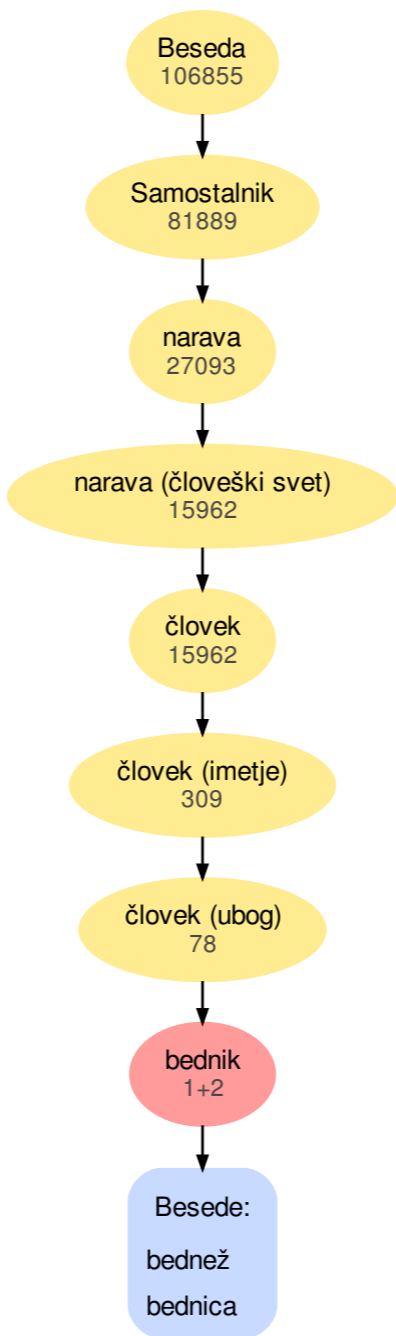 Beseda
106855
Samostalnik
81889
narava
27093
narava (človeški svet)
15962
človek
15962
človek (imetje)
309
človek (ubog)
78
bednik
1+2
Besede:
bednež
bednica